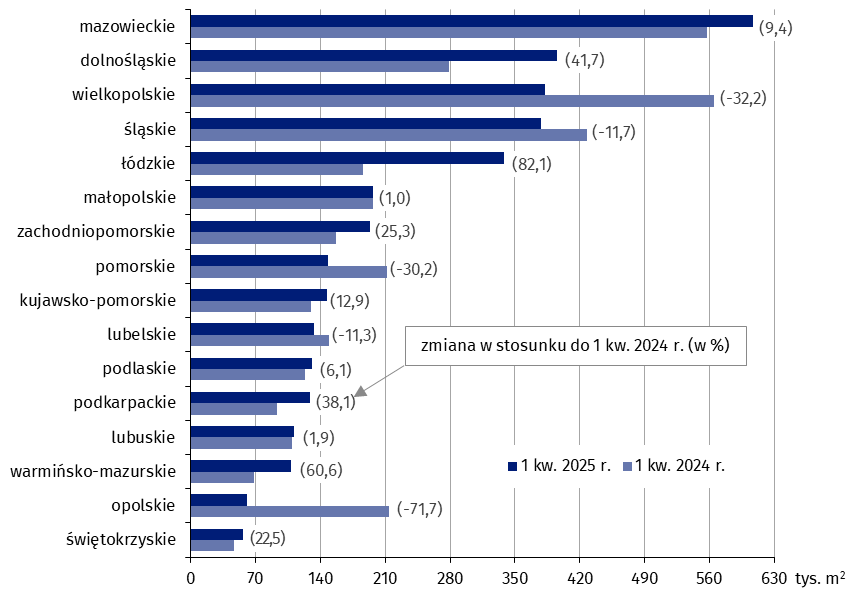 mazowieckie (9,4)
dolnośląskie (41,7)
wielkopolskie (-32,2)
śląskie (-11,7)
łódzkie (82,1)
małopolskie (1,0)
zachodniopomorskie (25,3)
pomorskie (-30,2)
kujawsko-pomorskie (12,9)
lubelskie (-11,3)
zmiana w stosunku do 1 kw. 2024 r. (w %)
podlaskie (6,1)
podkarpackie (38,1)
lubuskie (1,9)
1 kw. 2025 r. 1 kw. 2024 r.
warmińsko-mazurskie (60,6)
opolskie (-71,7)
świętokrzyskie (22,5)
0 70 140 210 280 350 420 490 560 630 tys. m²